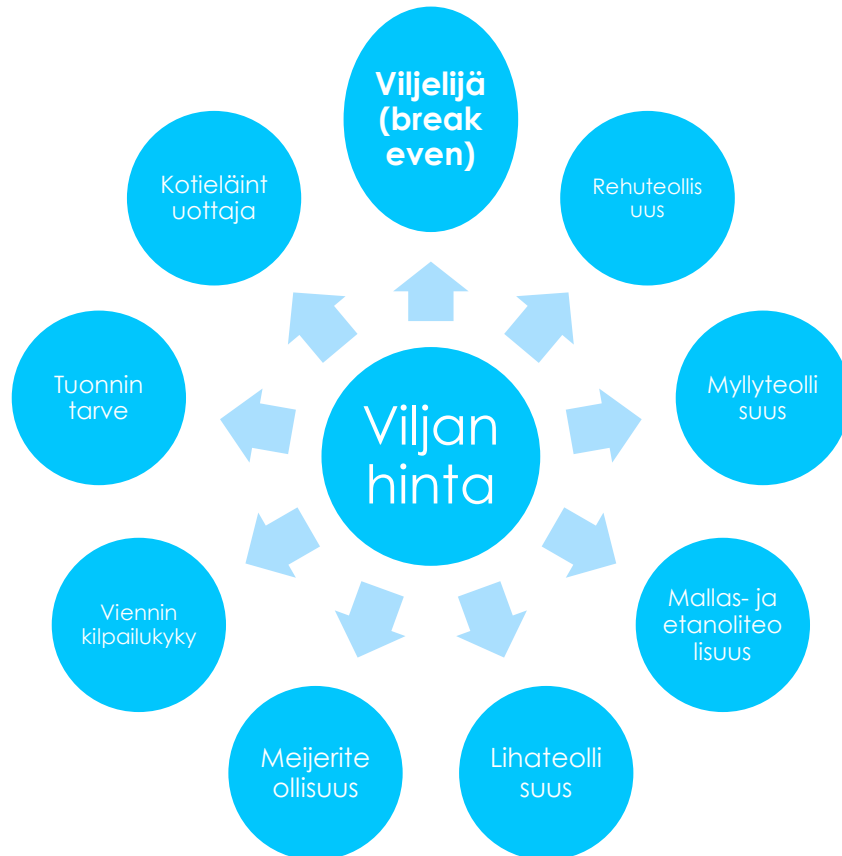 Viljelijä
(break
even)
Rehuteollis
uus
Myllyteolli
suus
Mallas- ja
etanoliteo
lisuus
Lihateolli
suus
Meijerite
ollisuus
Viennin
kilpailukyky
Tuonnin
tarve
Kotieläint
uottaja
Viljan
hinta